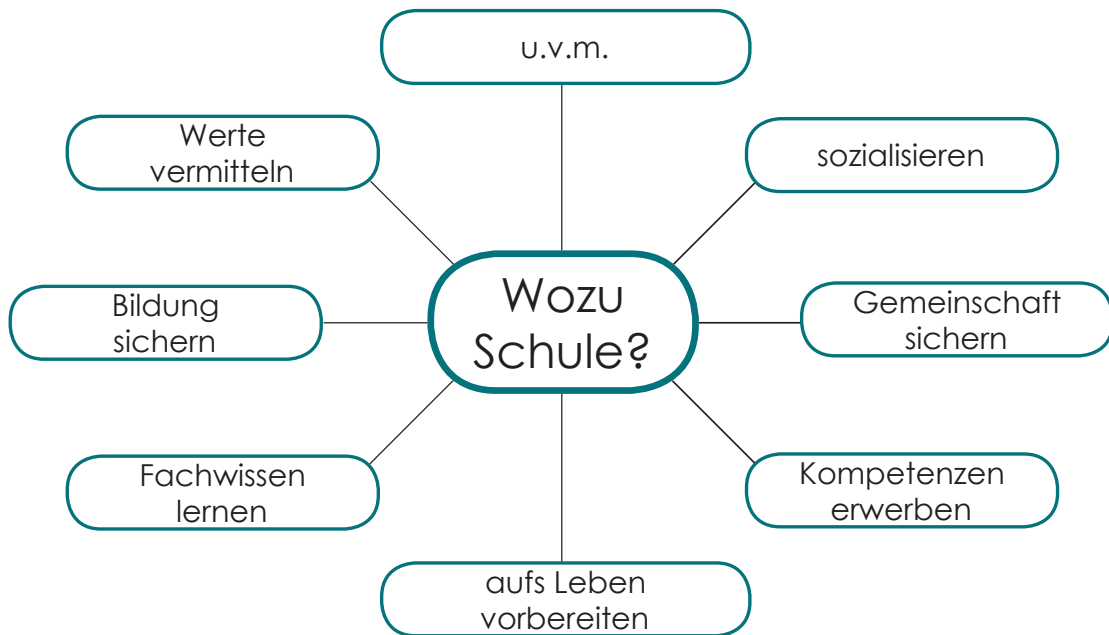 u.v.m.
Werte
vermitteln
sozialisieren
Wozu
Schule?
Bildung
sichern
Gemeinschaft
sichern
Fachwissen
lernen
Kompetenzen
erwerben
aufs Leben
vorbereiten